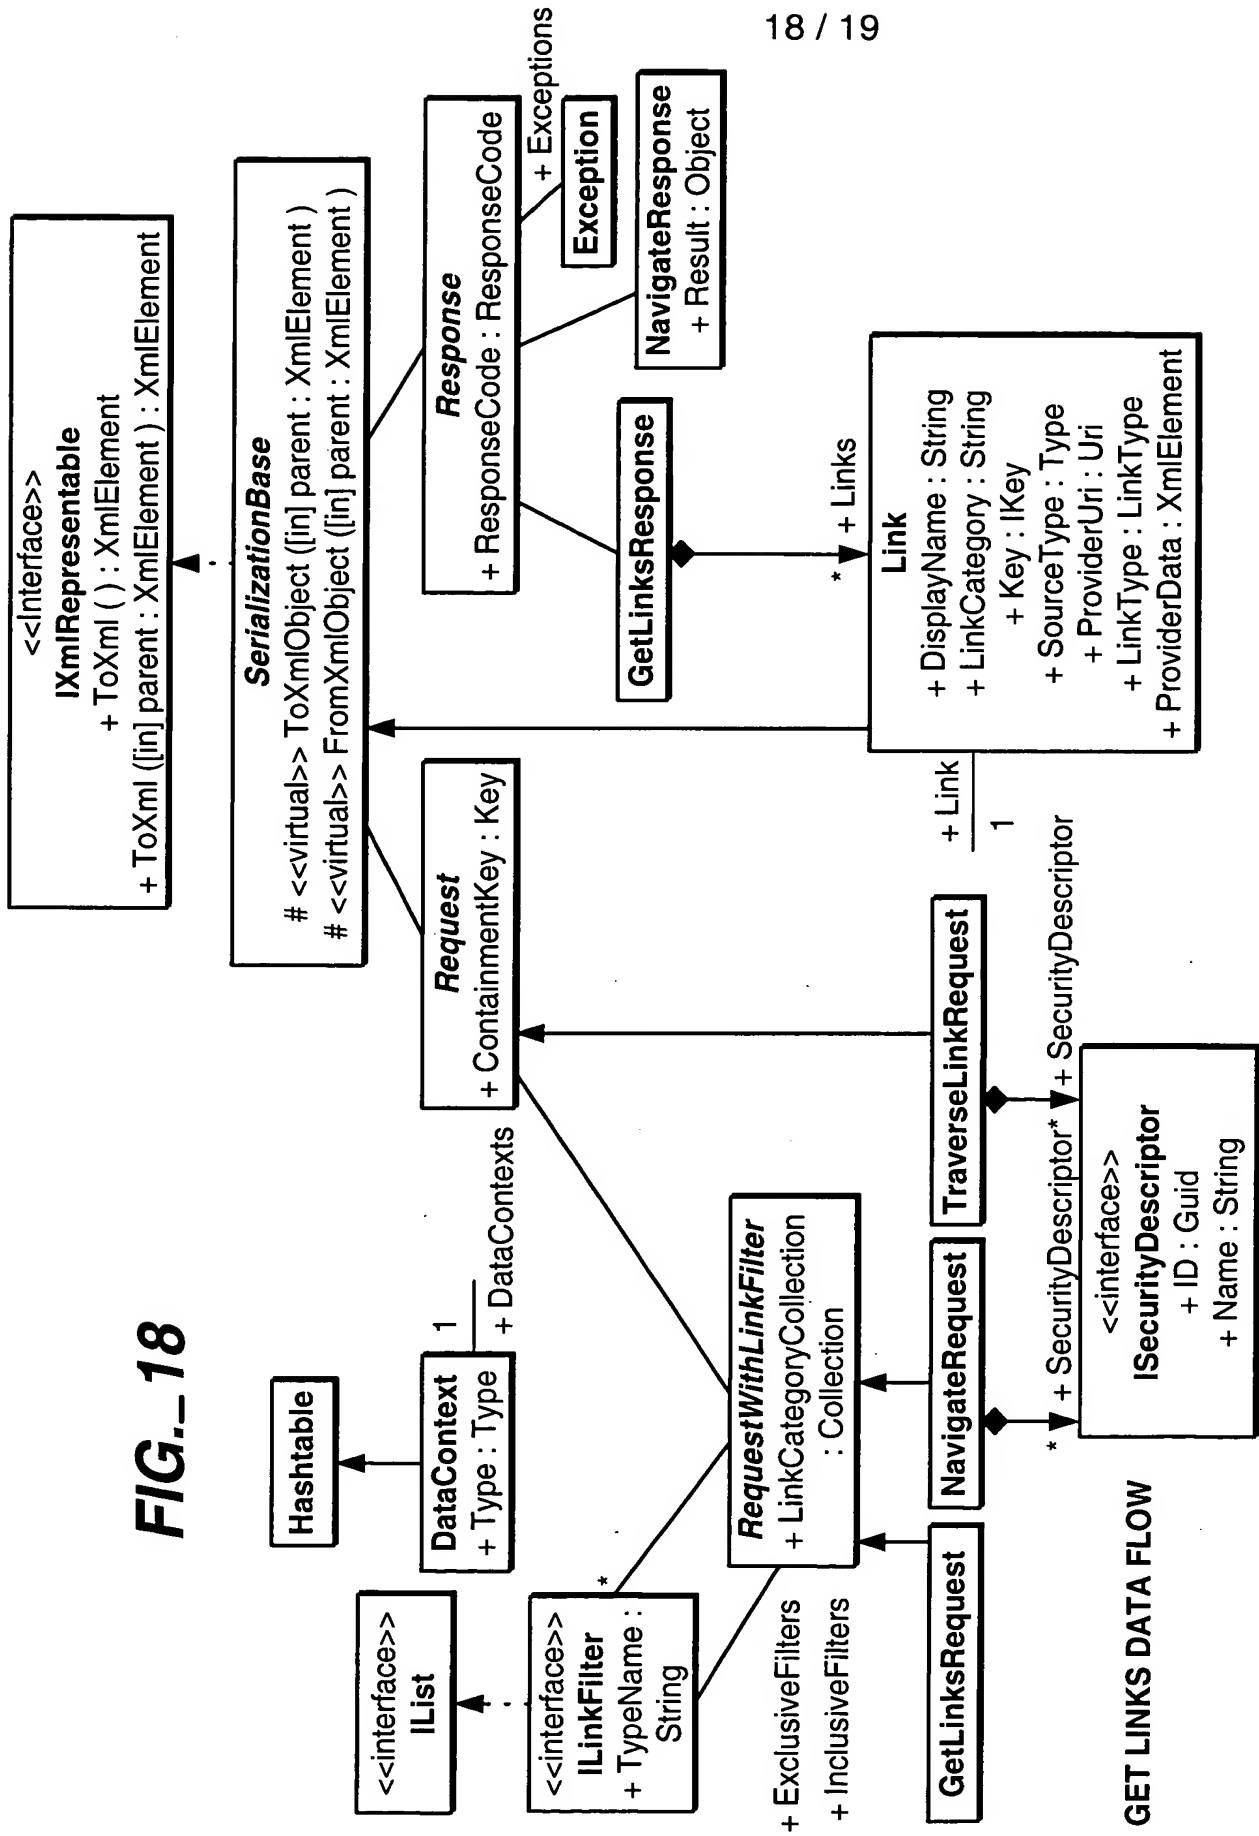 18 / 19
FIG._18
<<Interface>>
IXmlRepresentable
+ ToXml ( ) : XmlElement
+ ToXml ([in] parent : XmlElement ) : XmlElement
SerializationBase
# <<virtual>> ToXmlObject ([in] parent : XmlElement )
# <<virtual>> FromXmlObject ([in] parent : XmlElement )
Hashtable
DataContext
+ Type : Type
1
+ DataContexts
Request
+ ContainmentKey : Key
Response
+ ResponseCode : ResponseCode
+ Exceptions
Exception
NavigateResponse
+ Result : Object
GetLinksResponse
*
+ Links
<<interface>>
IList
<<interface>>
ILinkFilter
+ TypeName :
String
*
RequestWithLinkFilter
+ LinkCategoryCollection
: Collection
+ ExclusiveFilters
+ InclusiveFilters
Link
+ DisplayName : String
+ LinkCategory : String
+ Key : IKey
+ SourceType : Type
+ ProviderUri : Uri
+ LinkType : LinkType
+ ProviderData : XmlElement
+ Link
1
GetLinksRequest
NavigateRequest
TraverseLinkRequest
*
+ SecurityDescriptor*
+ SecurityDescriptor
<<interface>>
ISecurityDescriptor
+ ID : Guid
+ Name : String
GET LINKS DATA FLOW